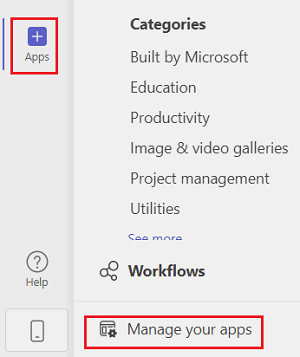 Apps
Categories
Built by Microsoft
Education
Productivity
Image & video galleries
Project management
Utilities
See more
Workflows
Help
Manage your apps